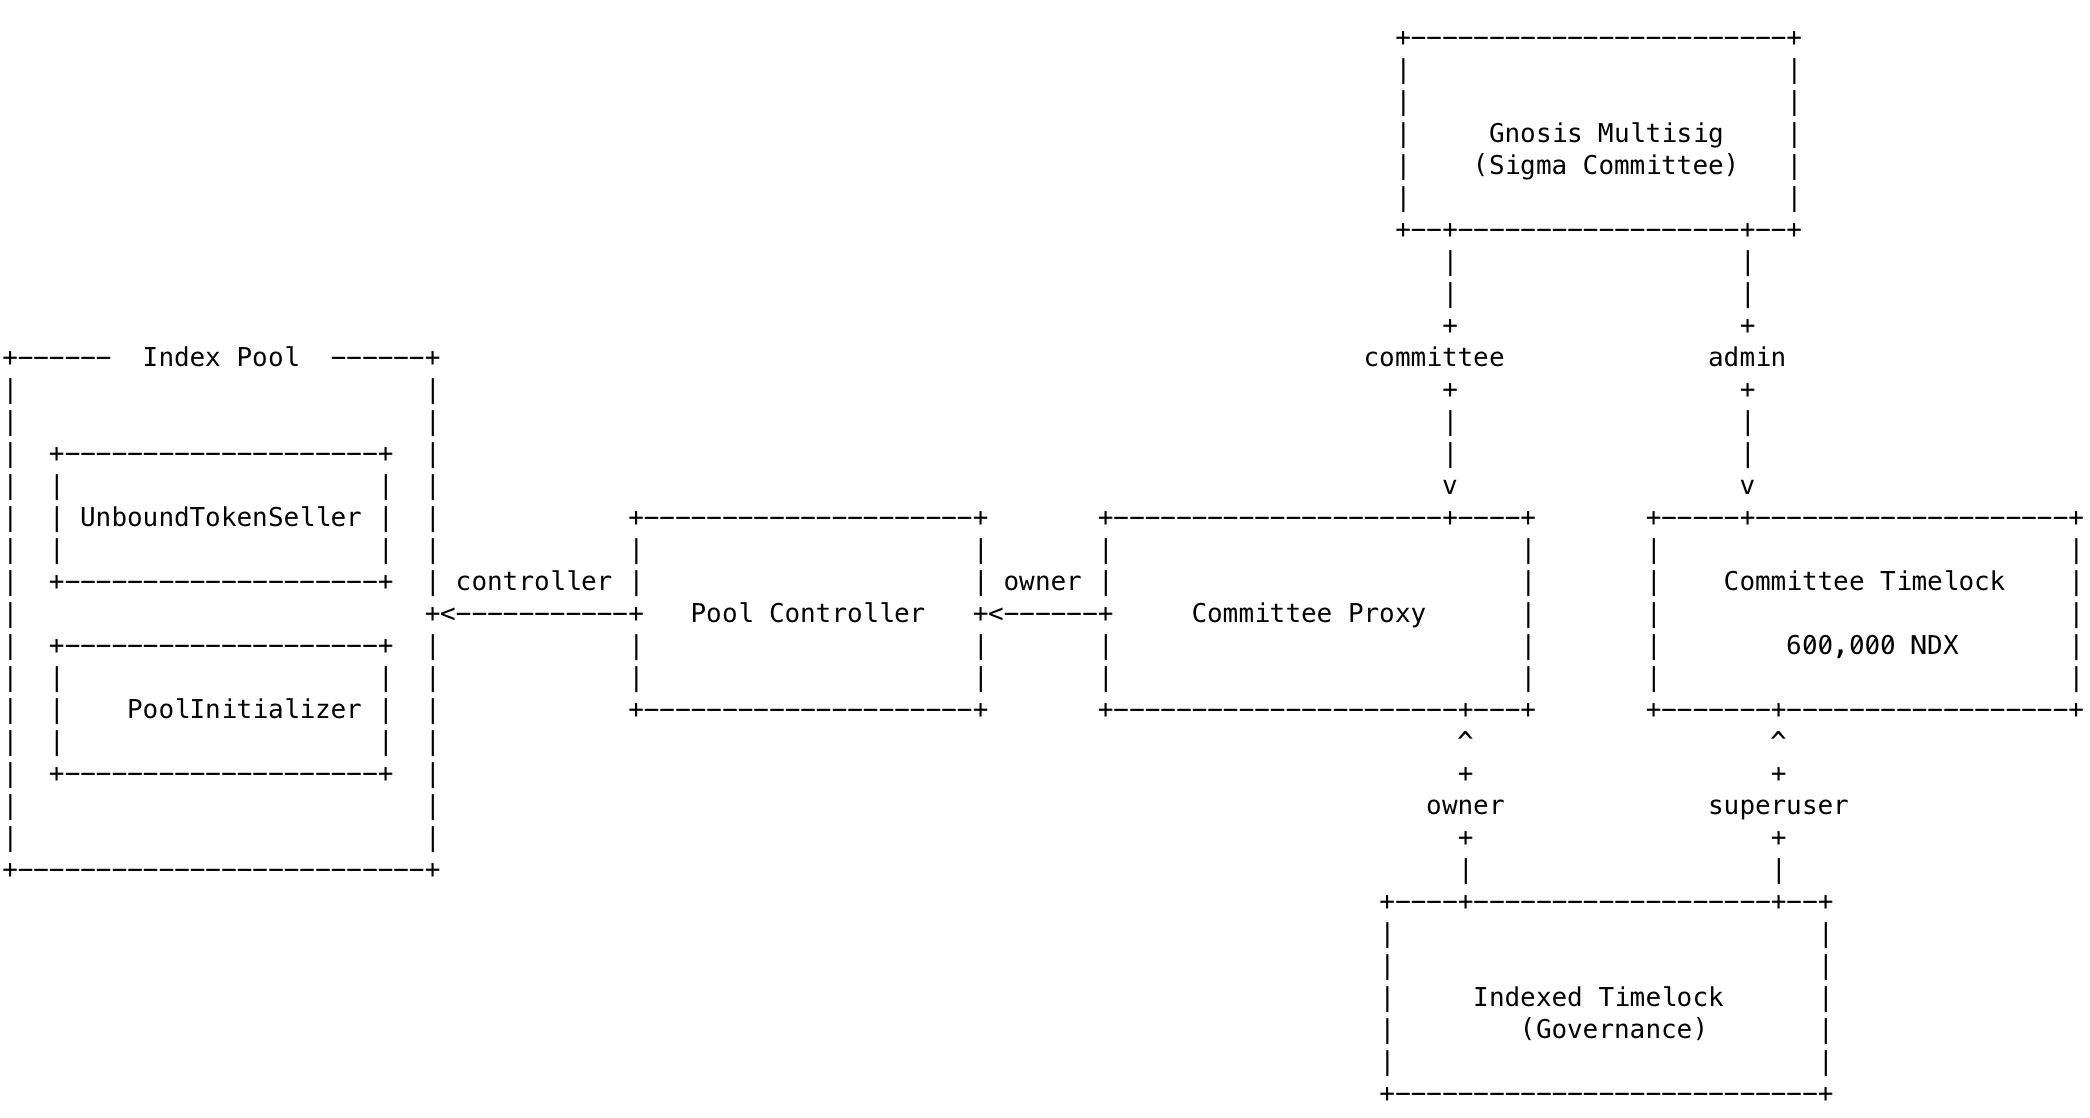 Gnosis Multisig
(Sigma Committee)
committee
admin
Index Pool
UnboundTokenSeller
PoolInitializer
controller
Pool Controller
owner
Committee Proxy
Committee Timelock
600,000 NDX
owner
superuser
Indexed Timelock
(Governance)